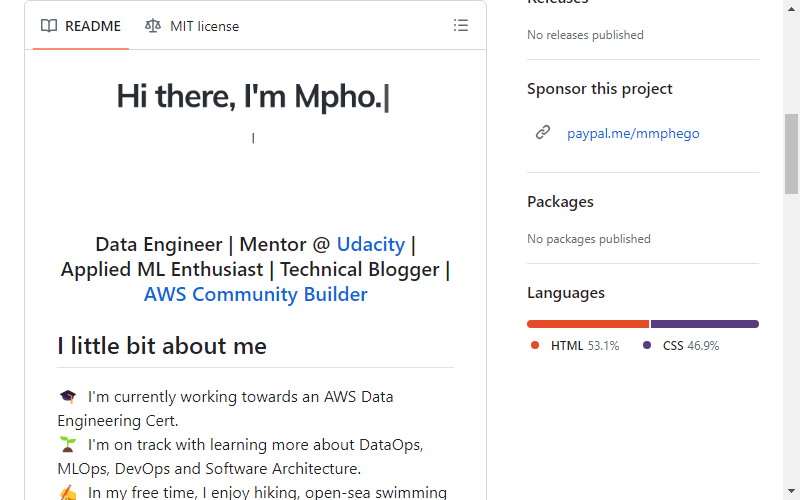 README
MIT license
Hi there, I'm Mpho.
Data Engineer | Mentor @ Udacity |
Applied ML Enthusiast | Technical Blogger |
AWS Community Builder
I little bit about me
I'm currently working towards an AWS Data
Engineering Cert.
I'm on track with learning more about DataOps,
MLOps, DevOps and Software Architecture.
In my free time, I enjoy hiking, open-sea swimming
Releases
No releases published
Sponsor this project
paypal.me/mmphego
Packages
No packages published
Languages
HTML 53.1%
CSS 46.9%